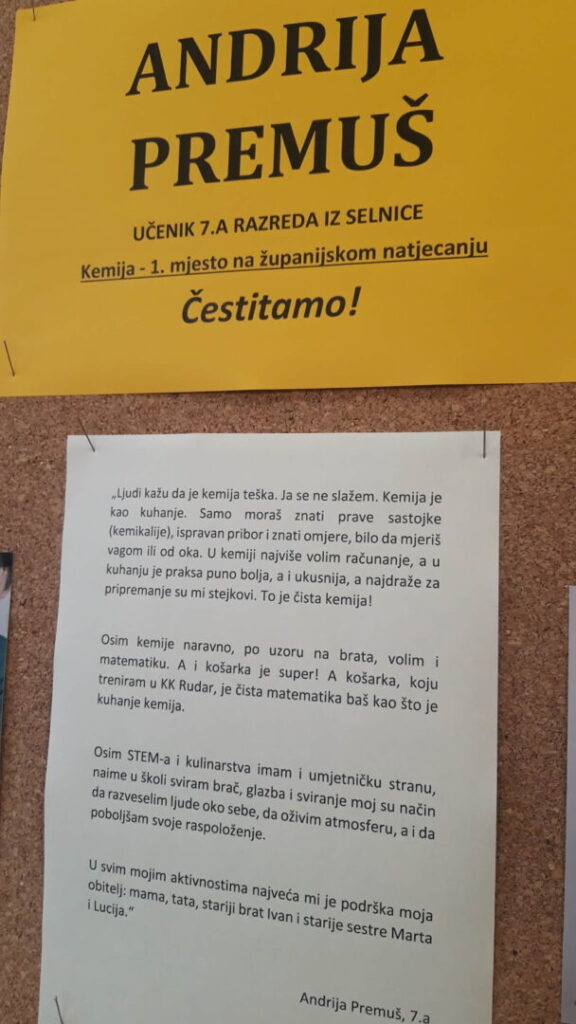 ANDRIJA
PREMUŠ
UČENIK 7.A RAZREDA IZ SELNICE
Kemija - 1. mjesto na županijskom natjecanju
Čestitamo!
„Ljudi kažu da je kemija teška. Ja se ne slažem. Kemija je
kao kuhanje. Samo moraš znati prave sastojke
(kemikalije), ispravan pribor i znati omjere, bilo da mjeriš
vagom ili od oka. U kemiji najviše volim računanje, a u
kuhanju je praksa puno bolja, a i ukusnija, a najdraže za
pripremanje su mi stejkovi. To je čista kemija!
Osim kemije naravno, po uzoru na brata, volim i
matematiku. A i košarka je super! A košarka, koju
treniram u KK Rudar, je čista matematika baš kao što je
kuhanje kemija.
Osim STEM-a i kulinarstva imam i umjetničku stranu,
naime u školi sviram brač, glazba i sviranje moj su način
da razveselim ljude oko sebe, da oživim atmosferu, a i da
poboljšam svoje raspoloženje.
U svim mojim aktivnostima najveća mi je podrška moja
obitelj: mama, tata, stariji brat Ivan i starije sestre Marta
i Lucija.“
Andrija Premuš, 7.a